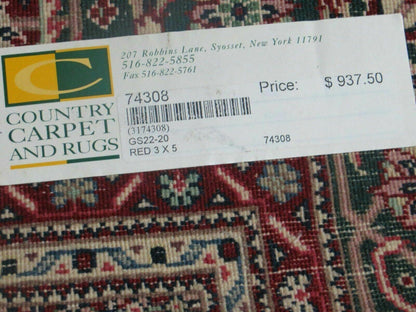 C
COUNTRY
CARPET
AND RUGS
207 Robbins Lane, Syosset, New York 11791
516-822-5855
Fax 516-822-5761
74308
Price: $ 937.50
(3174308)
GS22-20 74308
RED 3 X 5